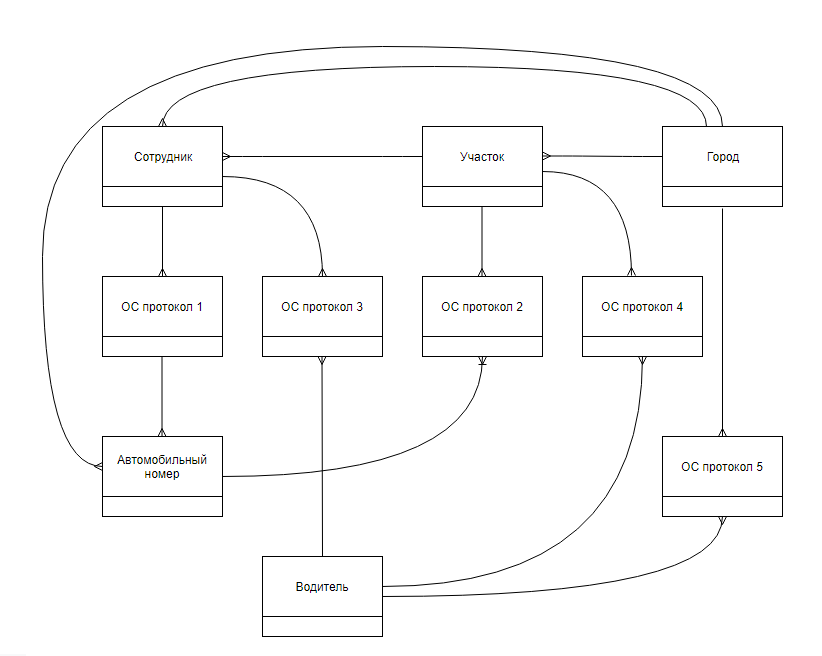 Сотрудник
Участок
Город
ОС протокол 1
ОС протокол 3
ОС протокол 2
ОС протокол 4
Автомобильный
номер
ОС протокол 5
Водитель